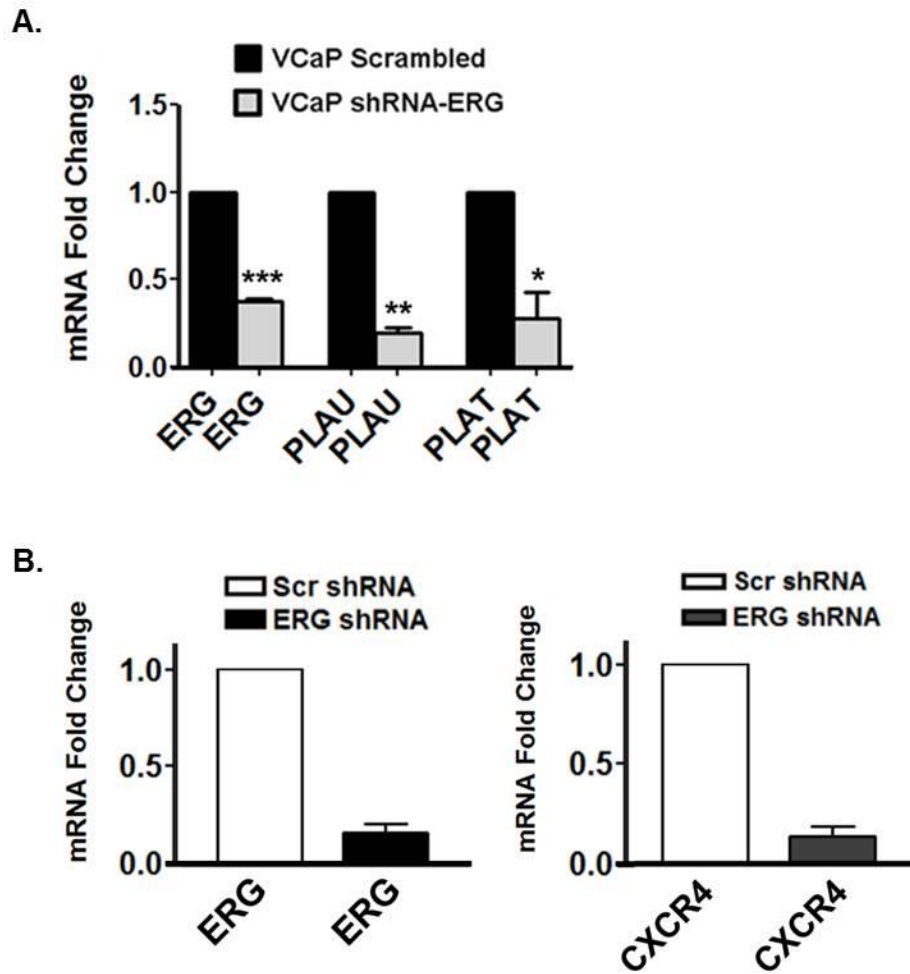 A.
VCaP Scrambled
VCaP shRNA-ERG
mRNA Fold Change
1.5
1.0
0.5
0.0
***
**
*
ERG
ERG
PLAU
PLAU
PLAT
PLAT
B.
Scr shRNA
ERG shRNA
mRNA Fold Change
1.0
0.5
0.0
ERG
ERG
Scr shRNA
ERG shRNA
mRNA Fold Change
1.0
0.5
0.0
CXCR4
CXCR4